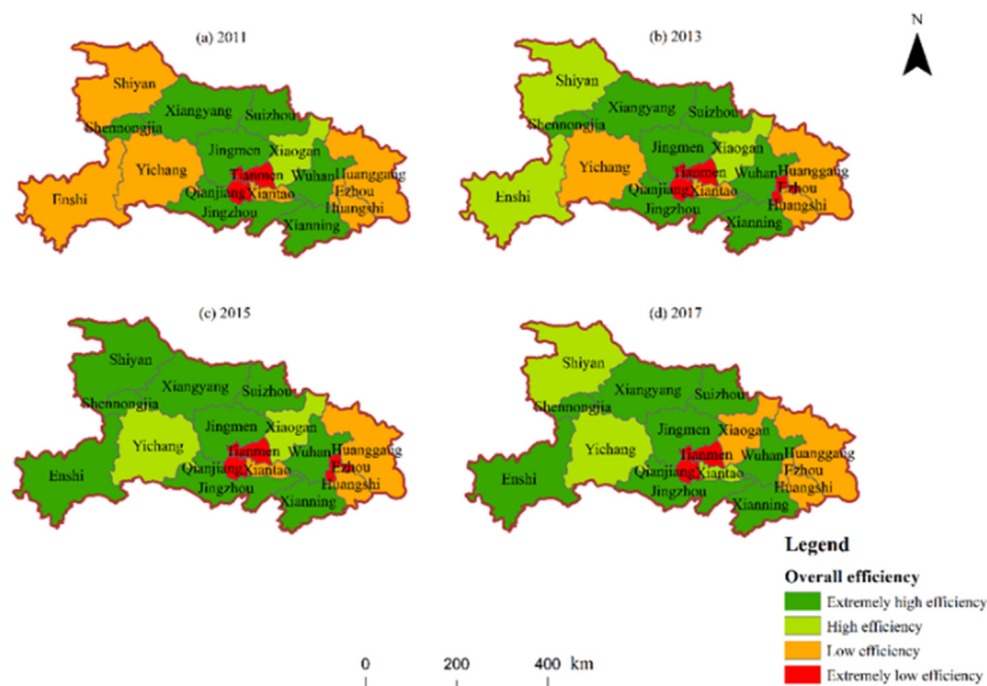 (a) 2011
Shiyan
Xiangyang
Suizhou
Shennongjia
Jingmen
Xiaogan
Yichang
Tianmen
Wuhan
Huanggang
Enshi
Qianjiang
Xiantao
Ezhou
Jingzhou
Huangshi
Xianning
(b) 2013
N
Shiyan
Xiangyang
Suizhou
Shennongjia
Jingmen
Xiaogan
Yichang
Tianmen
Wuhan
Huanggang
Enshi
Qianjiang
Xiantao
Ezhou
Jingzhou
Huangshi
Xianning
(c) 2015
Shiyan
Xiangyang
Suizhou
Shennongjia
Jingmen
Xiaogan
Yichang
Tianmen
Wuhan
Huanggang
Enshi
Qianjiang
Xiantao
Ezhou
Jingzhou
Huangshi
Xianning
(d) 2017
Shiyan
Xiangyang
Suizhou
Shennongjia
Jingmen
Xiaogan
Yichang
Tianmen
Wuhan
Huanggang
Enshi
Qianjiang
Xiantao
Ezhou
Jingzhou
Huangshi
Xianning
Legend
Overall efficiency
Extremely high efficiency
High efficiency
Low efficiency
Extremely low efficiency
0 200 400 km